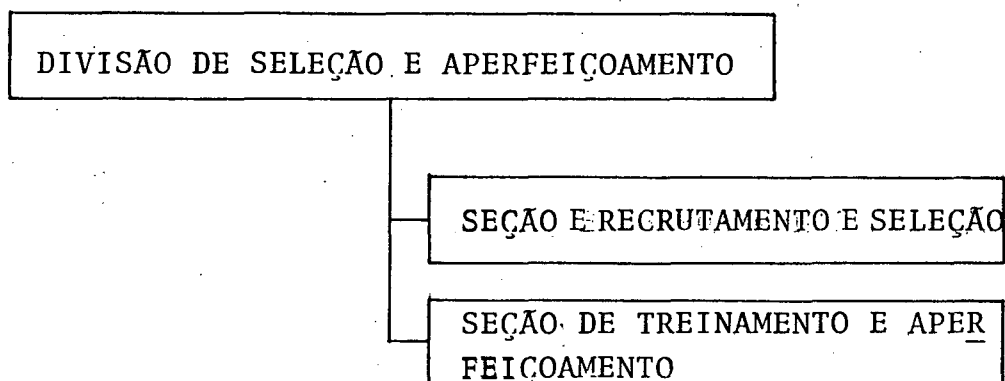 DIVISÃO DE SELEÇÃO E APERFEIÇOAMENTO
SEÇÃO E RECRUTAMENTO E SELEÇÃO
SEÇÃO DE TREINAMENTO E APER
FEIÇOAMENTO